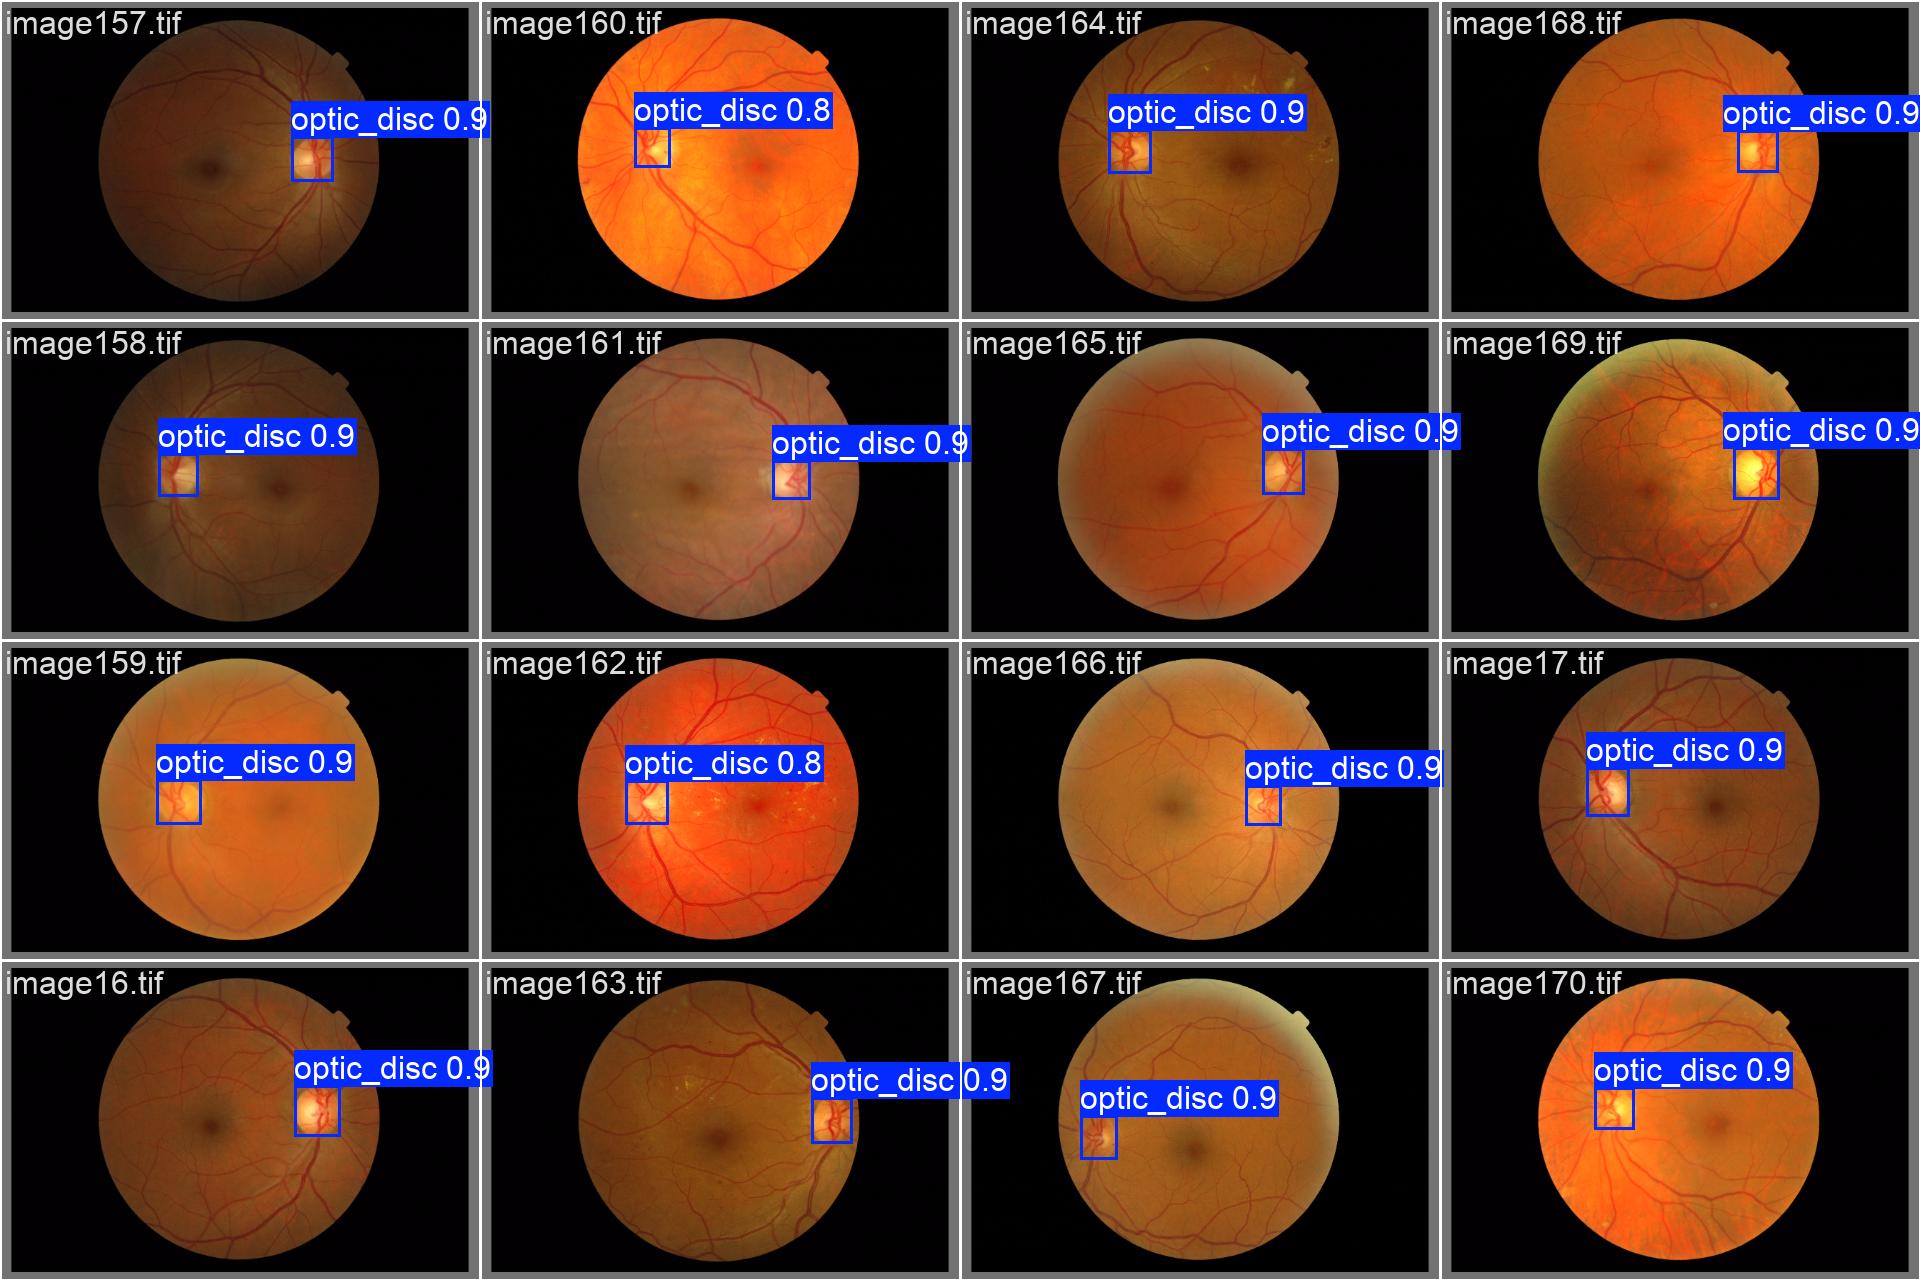 image157.tif
optic_disc 0.9
image160.tif
optic_disc 0.8
image164.tif
optic_disc 0.9
image168.tif
optic_disc 0.9
image158.tif
optic_disc 0.9
image161.tif
optic_disc 0.9
image165.tif
optic_disc 0.9
image169.tif
optic_disc 0.9
image159.tif
optic_disc 0.9
image162.tif
optic_disc 0.8
image166.tif
optic_disc 0.9
image17.tif
optic_disc 0.9
image16.tif
optic_disc 0.9
image163.tif
optic_disc 0.9
image167.tif
optic_disc 0.9
image170.tif
optic_disc 0.9